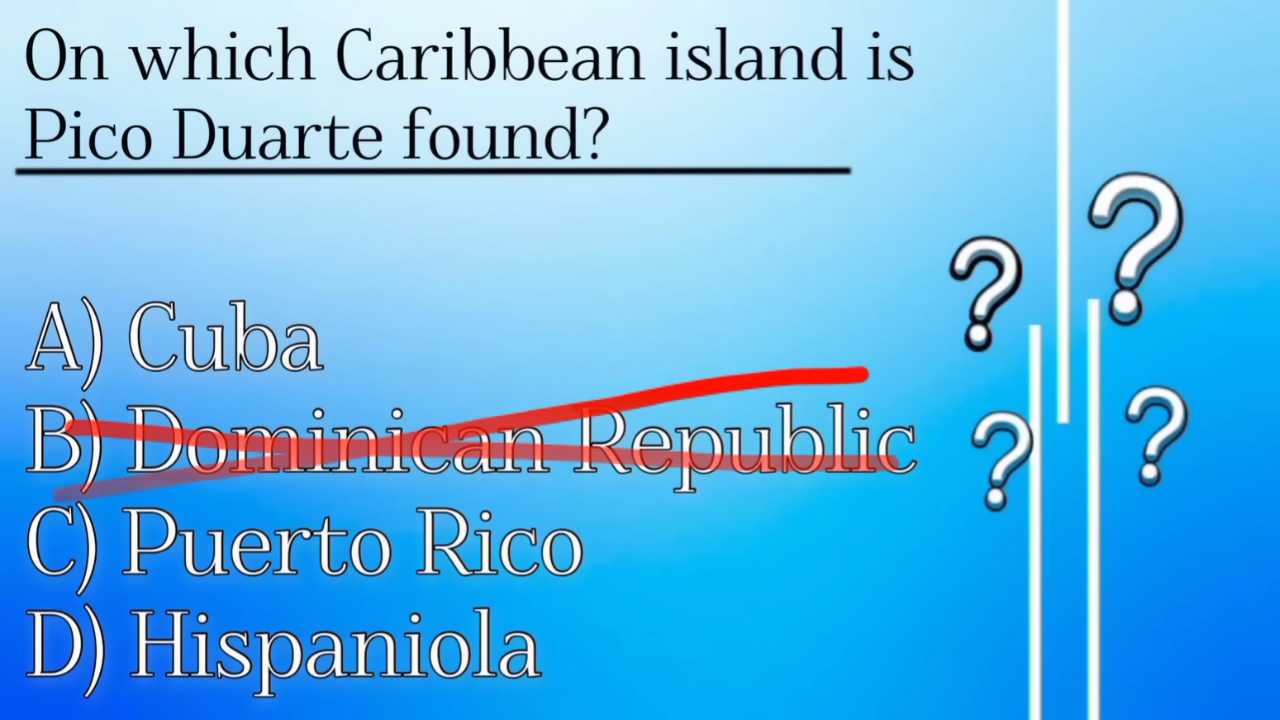 On which Caribbean island is
Pico Duarte found?
A) Cuba
B) Dominican Republic
C) Puerto Rico
D) Hispaniola